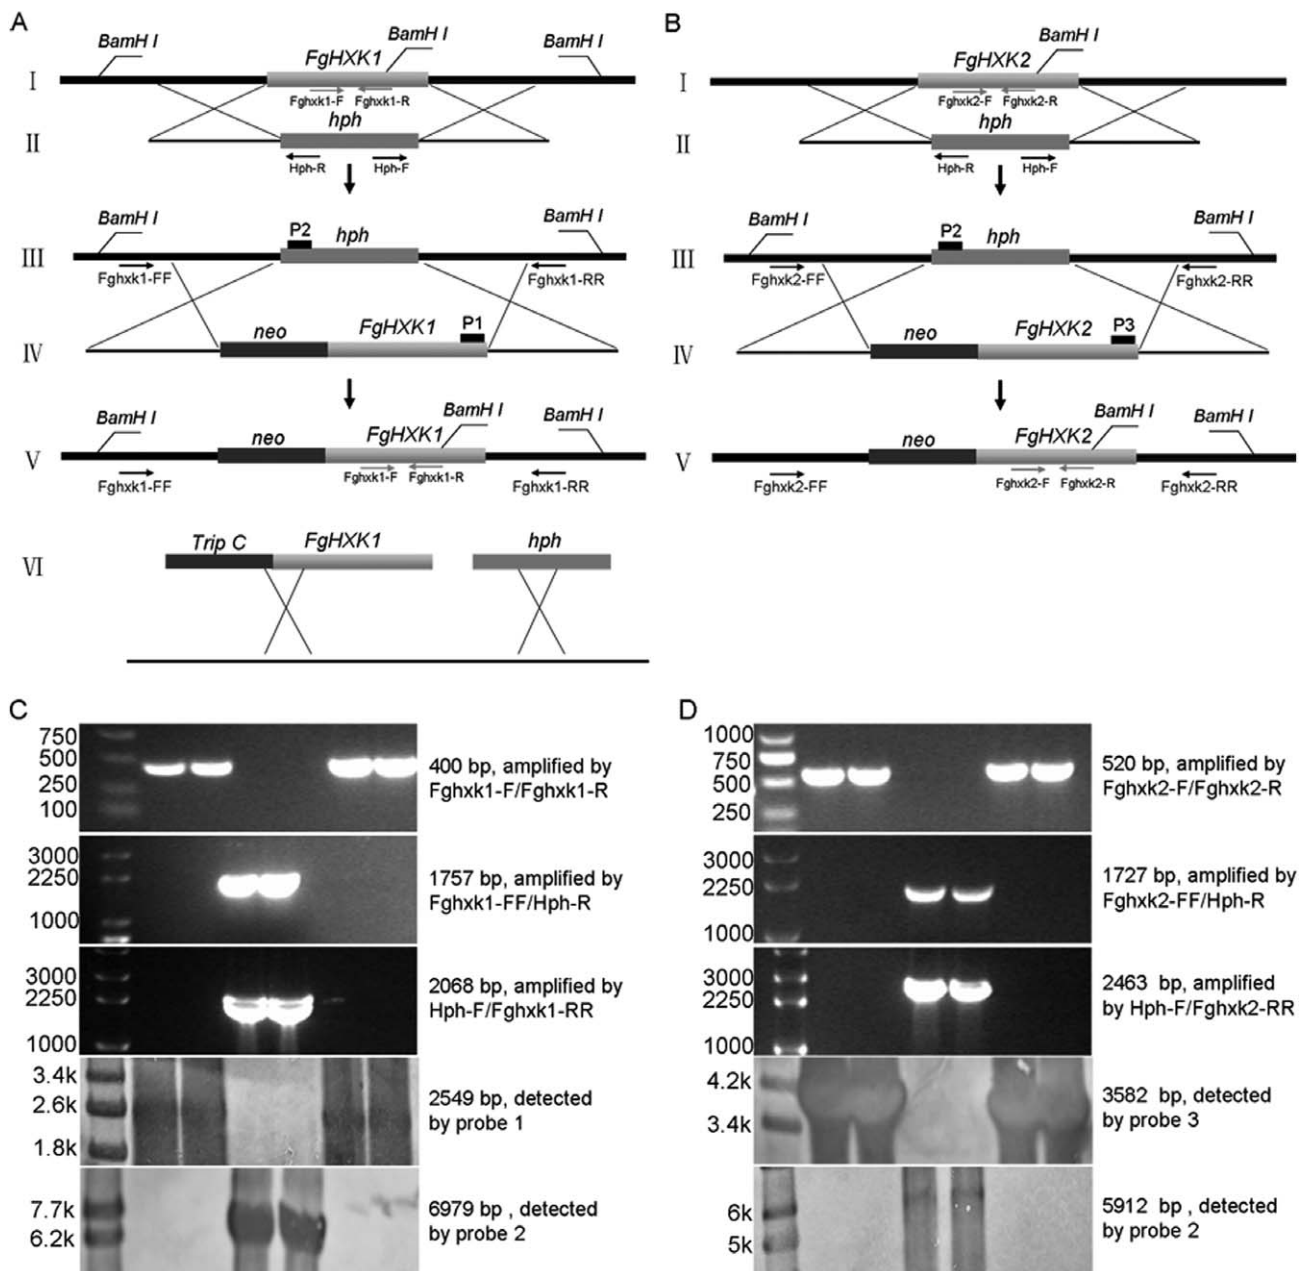 A
BamH I
FgHXK1
BamH I
BamH I
I
Fghxk1-F
Fghxk1-R
hph
II
Hph-R
Hph-F
BamH I
P2
hph
BamH I
III
Fghxk1-FF
Fghxk1-RR
neo
FgHXK1
P1
IV
BamH I
neo
FgHXK1
BamH I
BamH I
V
Fghxk1-FF
Fghxk1-F
Fghxk1-R
Fghxk1-RR
Trip C
FgHXK1
hph
VI
B
FgHXK2
BamH I
I
Fghxk2-F
Fghxk2-R
hph
II
Hph-R
Hph-F
BamH I
P2
hph
BamH I
III
Fghxk2-FF
Fghxk2-RR
neo
FgHXK2
P3
IV
neo
FgHXK2
BamH I
BamH I
V
Fghxk2-FF
Fghxk2-F
Fghxk2-R
Fghxk2-RR
C
750
500
250
100
400 bp, amplified by
Fghxk1-F/Fghxk1-R
3000
2250
1000
1757 bp, amplified by
Fghxk1-FF/Hph-R
3000
2250
1000
2068 bp, amplified by
Hph-F/Fghxk1-RR
3.4k
2.6k
1.8k
2549 bp, detected
by probe 1
7.7k
6.2k
6979 bp , detected
by probe 2
D
1000
750
500
250
520 bp, amplified by
Fghxk2-F/Fghxk2-R
3000
2250
1000
1727 bp, amplified by
Fghxk2-FF/Hph-R
3000
2250
1000
2463 bp, amplified
by Hph-F/Fghxk2-RR
4.2k
3.4k
3582 bp, detected
by probe 3
6k
5k
5912 bp, detected
by probe 2